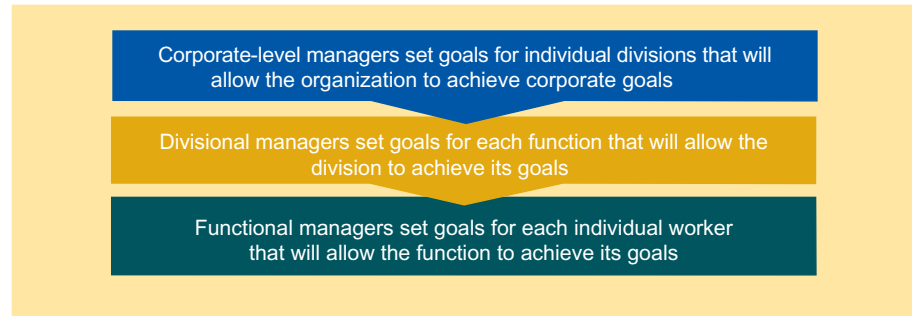 Corporate-level managers set goals for individual divisions that will
allow the organization to achieve corporate goals
Divisional managers set goals for each function that will allow the
division to achieve its goals
Functional managers set goals for each individual worker
that will allow the function to achieve its goals